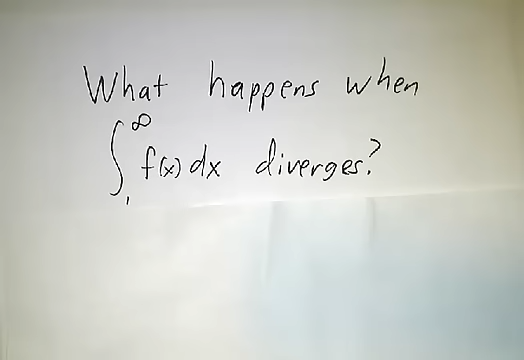 What happens when
∫₁^∞ f(x) dx diverges?